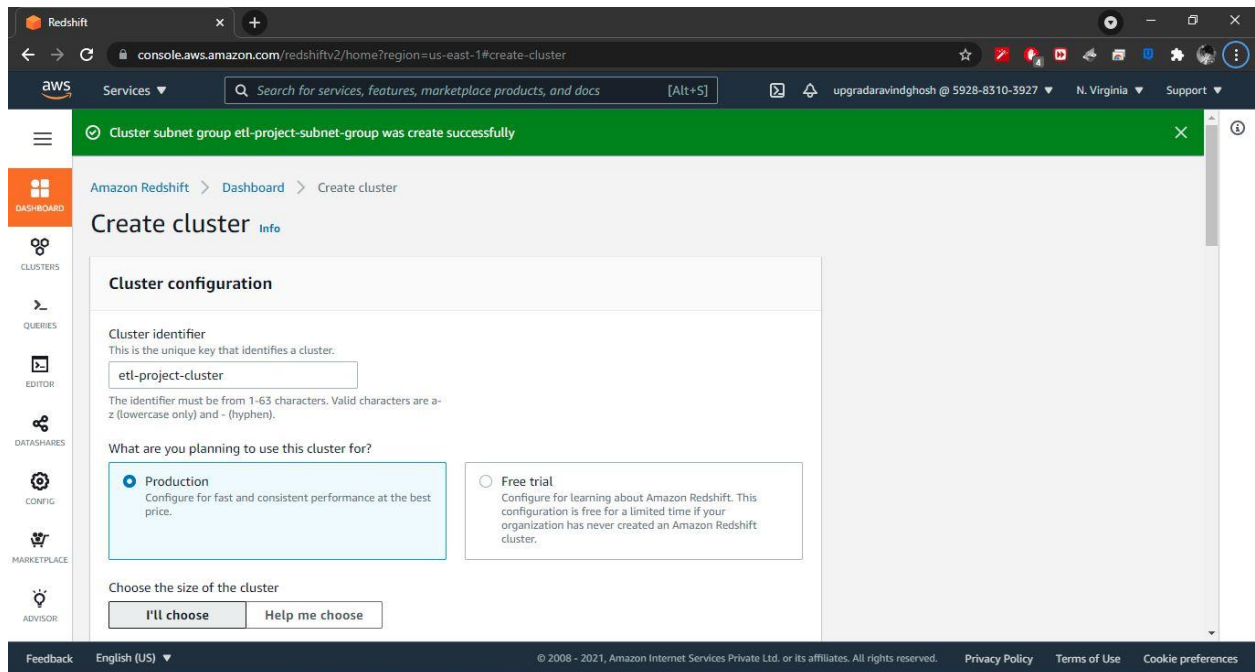 Redshift
console.aws.amazon.com/redshiftv2/home?region=us-east-1#create-cluster
4
aws
Services
Search for services, features, marketplace products, and docs [Alt+S]
upgradaravindghosh @ 5928-8310-3927
N. Virginia
Support
Cluster subnet group etl-project-subnet-group was create successfully
DASHBOARD
CLUSTERS
QUERIES
EDITOR
DATASHARES
CONFIG
MARKETPLACE
ADVISOR
Amazon Redshift > Dashboard > Create cluster
Create cluster Info
Cluster configuration
Cluster identifier
This is the unique key that identifies a cluster.
etl-project-cluster
The identifier must be from 1-63 characters. Valid characters are a-
z (lowercase only) and - (hyphen).
What are you planning to use this cluster for?
Production
Configure for fast and consistent performance at the best
price.
Free trial
Configure for learning about Amazon Redshift. This
configuration is free for a limited time if your
organization has never created an Amazon Redshift
cluster.
Choose the size of the cluster
I'll choose
Help me choose
Feedback
English (US)
© 2008 - 2021, Amazon Internet Services Private Ltd. or its affiliates. All rights reserved.
Privacy Policy
Terms of Use
Cookie preferences